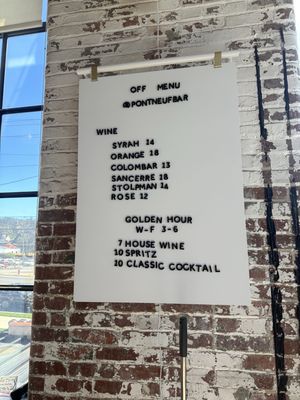 OFF MENU
@PONTNEUFBAR
WINE
SYRAH 14
ORANGE 18
COLOMBAR 13
SANCERRE 18
STOLPMAN 14
ROSE 12
GOLDEN HOUR
W-F 3-6
7 HOUSE WINE
10 SPRITZ
10 CLASSIC COCKTAIL